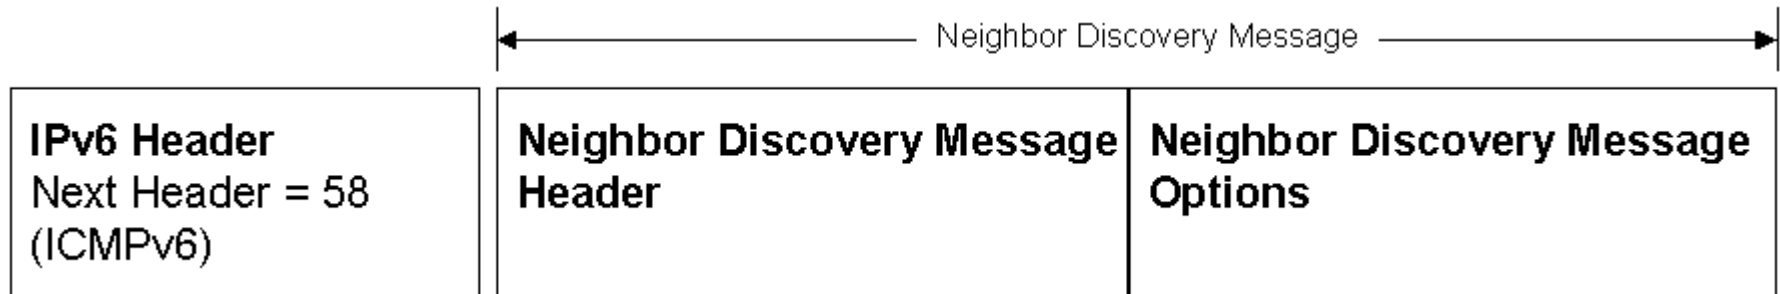 Neighbor Discovery Message
IPv6 Header
Next Header = 58
(ICMPv6)
Neighbor Discovery Message
Header
Neighbor Discovery Message
Options